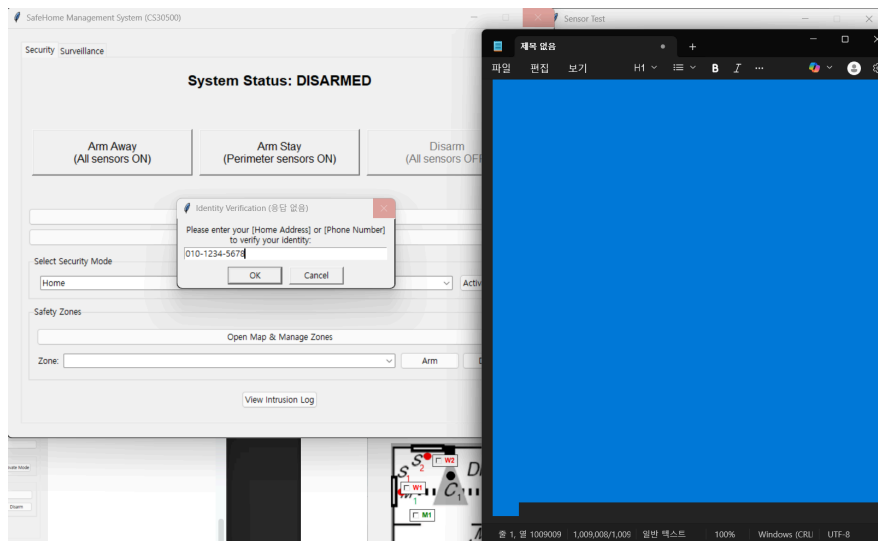 SafeHome Management System (CS30500)
Security Surveillance
System Status: DISARMED
Arm Away
(All sensors ON)
Arm Stay
(Perimeter sensors ON)
Disarm
(All sensors OFF
Identity Verification (응답 없음)
Please enter your [Home Address] or [Phone Number]
to verify your identity:
010-1234-5678
OK Cancel
Select Security Mode
Home
Activ
Safety Zones
Open Map & Manage Zones
Zone:
Arm
D
View Intrusion Log
Disarm
S
S
2
W2
D
1
W1
1
C1
M1
Sensor Test
제목 없음
파일 편집 보기 H1 B I ...
줄 1, 열 1009009 1,009,008/1,009 일반 텍스트 100% Windows (CRL UTF-8